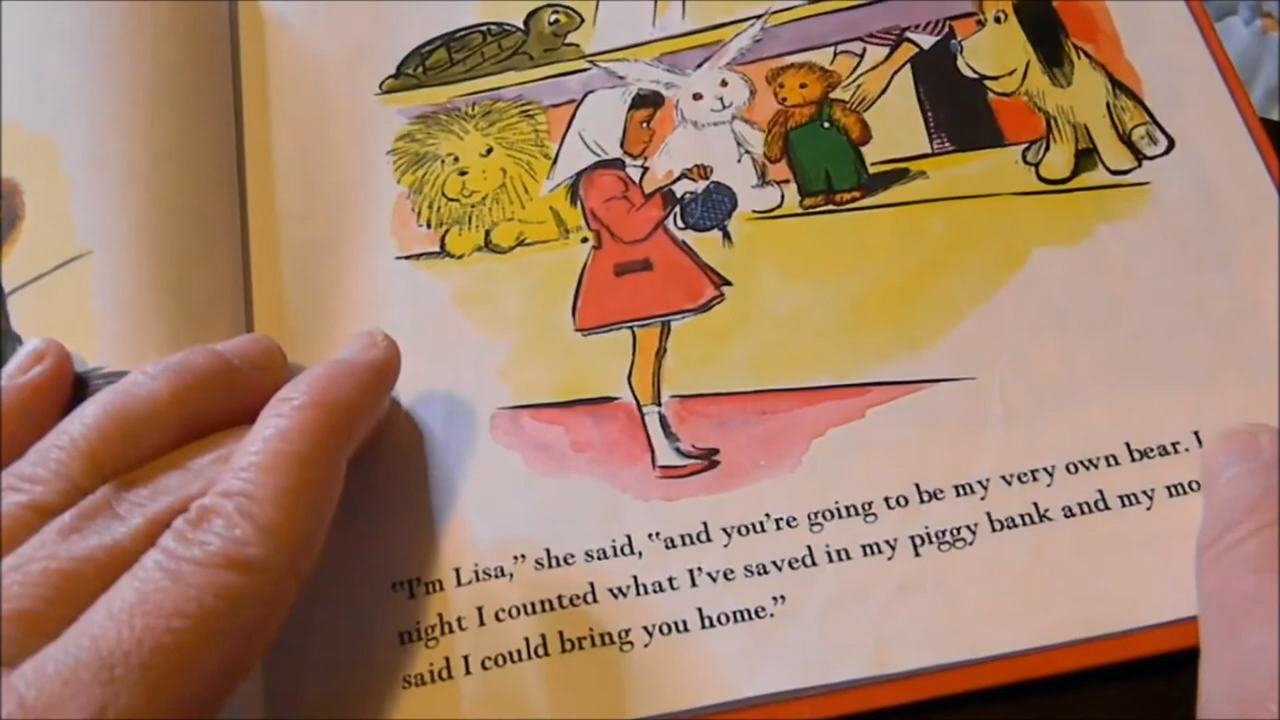 "I'm Lisa," she said, "and you're going to be my very own bear.
night I counted what I've saved in my piggy bank and my
said I could bring you home."